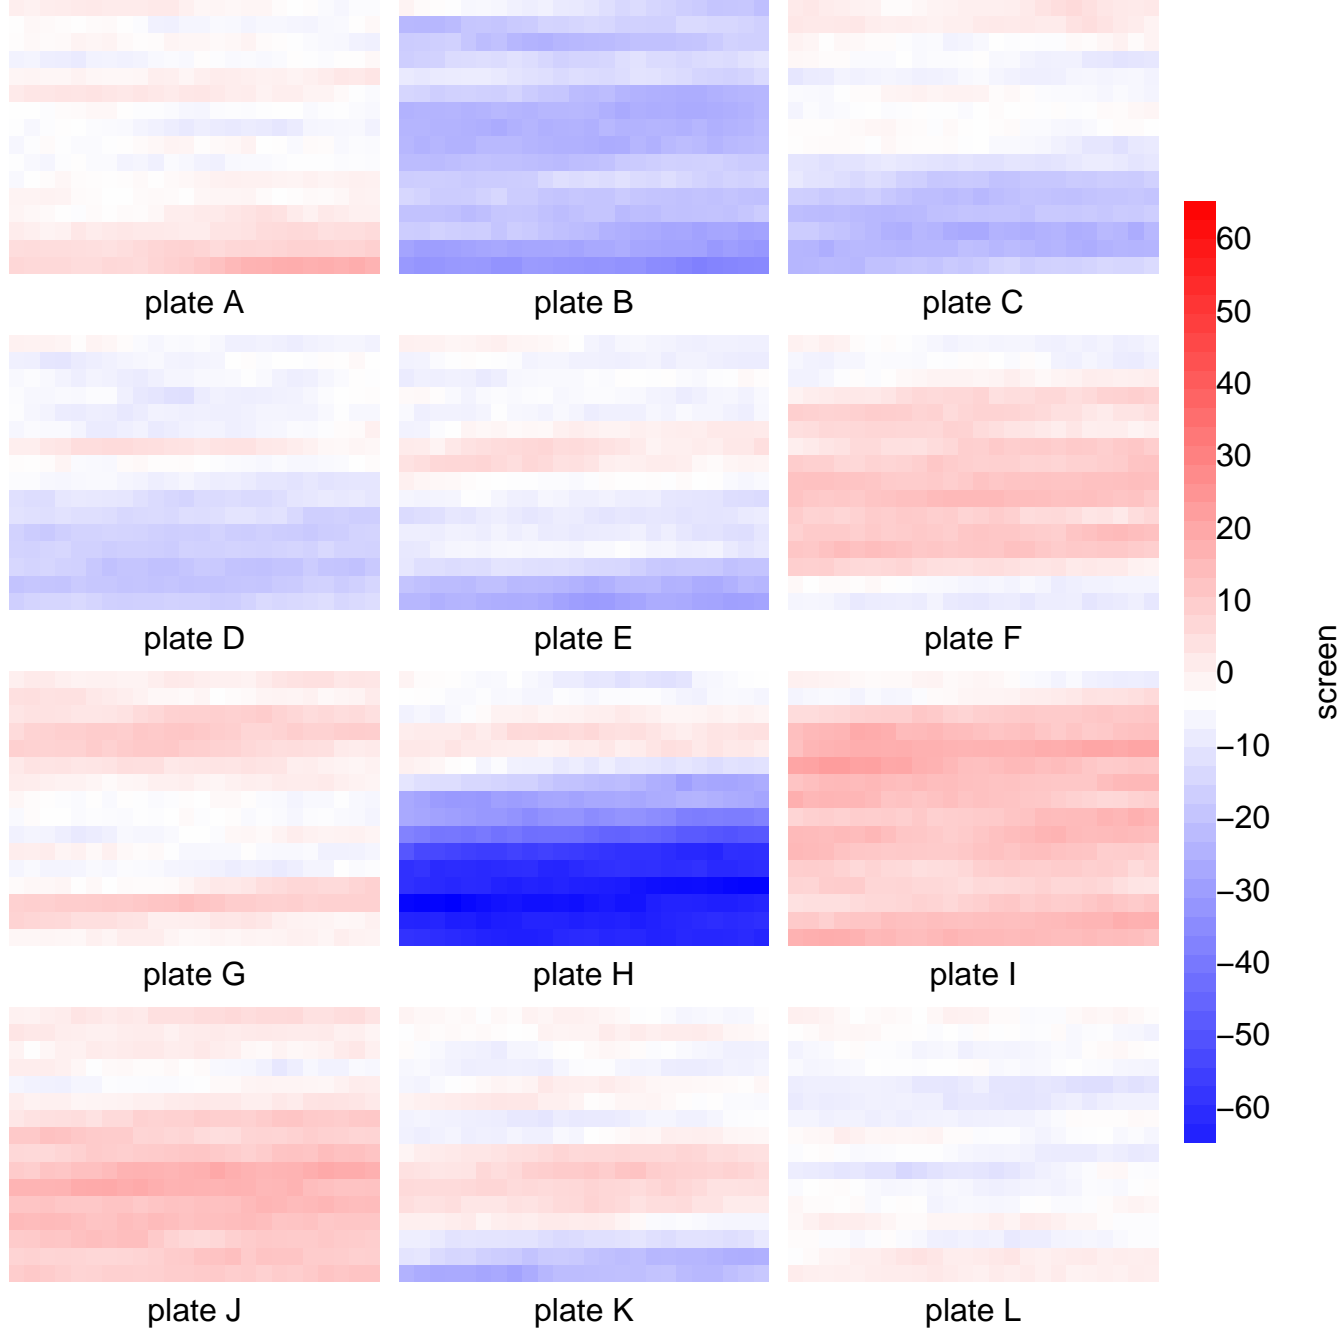 plate A
plate B
plate C
plate D
plate E
plate F
plate G
plate H
plate I
plate J
plate K
plate L
60
50
40
30
20
10
0
−10
−20
−30
−40
−50
−60
screen